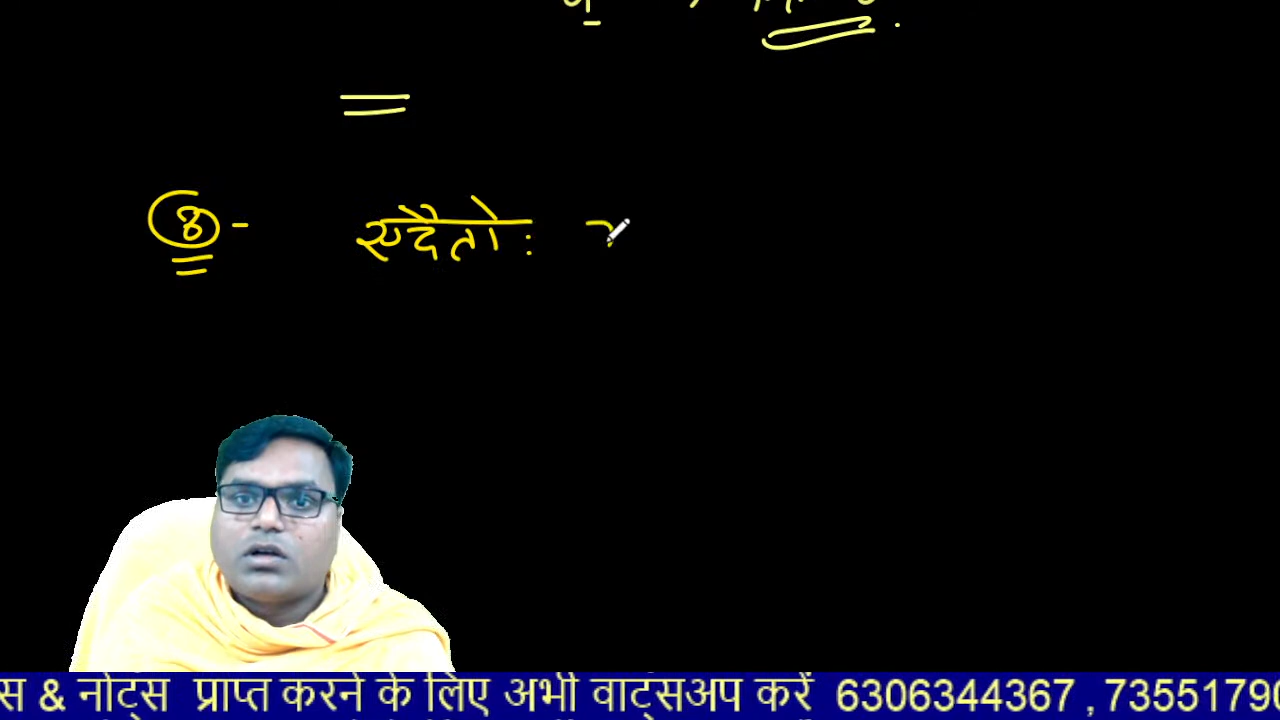 8 - एदैतोः
स & नोट्स प्राप्त करने के लिए अभी वाट्सअप करें 6306344367 , 73551790